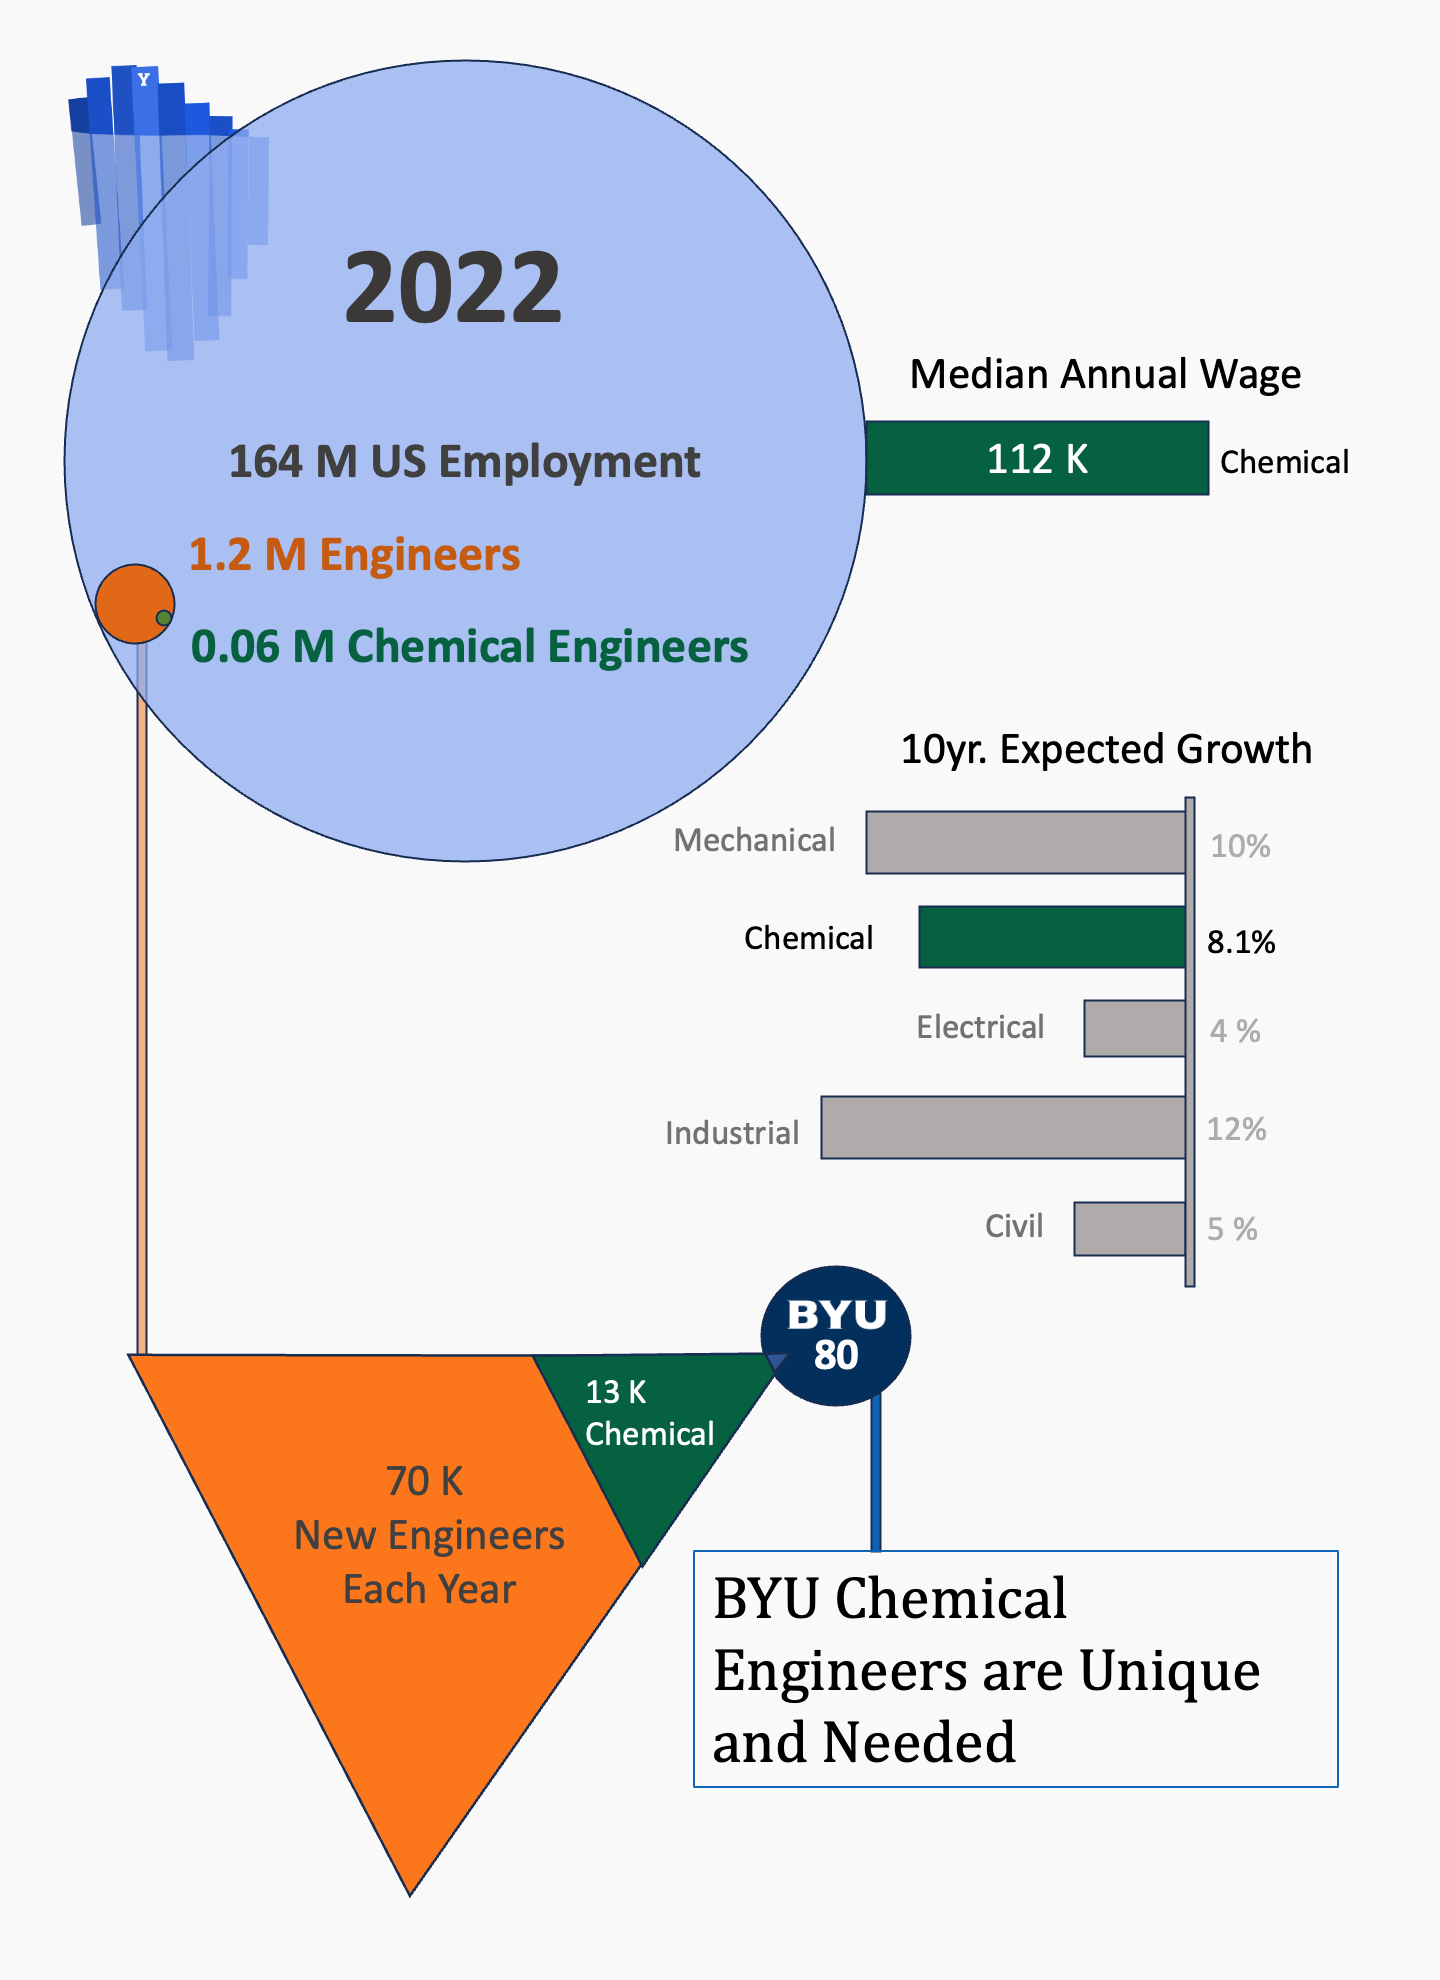 Y
2022
164 M US Employment
1.2 M Engineers
0.06 M Chemical Engineers
Median Annual Wage
112 K
Chemical
10yr. Expected Growth
Mechanical
10%
Chemical
8.1%
Electrical
4 %
Industrial
12%
Civil
5 %
BYU
80
13 K
Chemical
70 K
New Engineers
Each Year
BYU Chemical
Engineers are Unique
and Needed